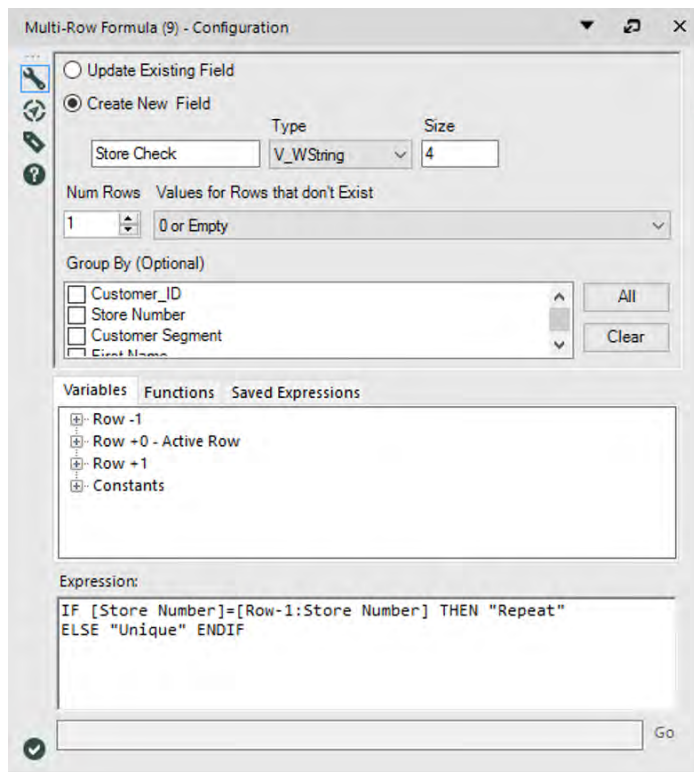 Multi-Row Formula (9) - Configuration
Update Existing Field
Create New Field
Type Size
Store Check V_WString 4
Num Rows Values for Rows that don't Exist
1 0 or Empty
Group By (Optional)
Customer_ID All
Store Number
Customer Segment Clear
First Name
Variables Functions Saved Expressions
Row -1
Row +0 - Active Row
Row +1
Constants
Expression:
IF [Store Number]=[Row-1:Store Number] THEN "Repeat"
ELSE "Unique" ENDIF
Go